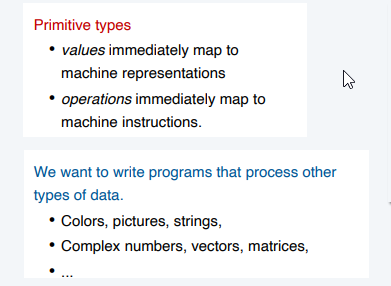 Primitive types
• values immediately map to
machine representations
• operations immediately map to
machine instructions.
We want to write programs that process other
types of data.
• Colors, pictures, strings,
• Complex numbers, vectors, matrices,
• ...